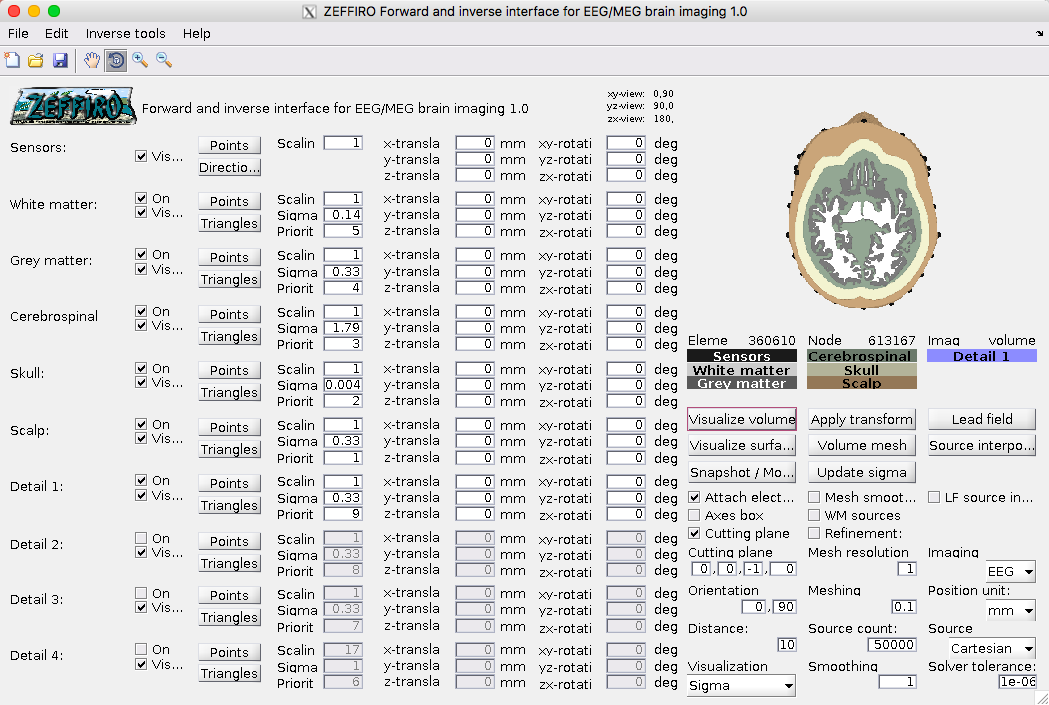 ZEFFIRO Forward and inverse interface for EEG/MEG brain imaging 1.0
File Edit Inverse tools Help
ZEFFIRO Forward and inverse interface for EEG/MEG brain imaging 1.0
xy-view: 0,90
yz-view: 90,0
zx-view: 180,
Sensors: Vis... Points Directio... Scalin 1 x-transla 0 mm xy-rotati 0 deg
y-transla 0 mm yz-rotati 0 deg
z-transla 0 mm zx-rotati 0 deg
White matter: On Vis... Points Triangles Scalin 1 x-transla 0 mm xy-rotati 0 deg
Sigma 0.14 y-transla 0 mm yz-rotati 0 deg
Priorit 5 z-transla 0 mm zx-rotati 0 deg
Grey matter: On Vis... Points Triangles Scalin 1 x-transla 0 mm xy-rotati 0 deg
Sigma 0.33 y-transla 0 mm yz-rotati 0 deg
Priorit 4 z-transla 0 mm zx-rotati 0 deg
Cerebrospinal On Vis... Points Triangles Scalin 1 x-transla 0 mm xy-rotati 0 deg
Sigma 1.79 y-transla 0 mm yz-rotati 0 deg
Priorit 3 z-transla 0 mm zx-rotati 0 deg
Skull: On Vis... Points Triangles Scalin 1 x-transla 0 mm xy-rotati 0 deg
Sigma 0.004 y-transla 0 mm yz-rotati 0 deg
Priorit 2 z-transla 0 mm zx-rotati 0 deg
Scalp: On Vis... Points Triangles Scalin 1 x-transla 0 mm xy-rotati 0 deg
Sigma 0.33 y-transla 0 mm yz-rotati 0 deg
Priorit 1 z-transla 0 mm zx-rotati 0 deg
Detail 1: On Vis... Points Triangles Scalin 1 x-transla 0 mm xy-rotati 0 deg
Sigma 0.33 y-transla 0 mm yz-rotati 0 deg
Priorit 9 z-transla 0 mm zx-rotati 0 deg
Detail 2: On Vis... Points Triangles Scalin 1 x-transla 0 mm xy-rotati 0 deg
Sigma 0.33 y-transla 0 mm yz-rotati 0 deg
Priorit 8 z-transla 0 mm zx-rotati 0 deg
Detail 3: On Vis... Points Triangles Scalin 1 x-transla 0 mm xy-rotati 0 deg
Sigma 0.33 y-transla 0 mm yz-rotati 0 deg
Priorit 7 z-transla 0 mm zx-rotati 0 deg
Detail 4: On Vis... Points Triangles Scalin 17 x-transla 0 mm xy-rotati 0 deg
Sigma 1 y-transla 0 mm yz-rotati 0 deg
Priorit 6 z-transla 0 mm zx-rotati 0 deg
Eleme 360610 Node 613167 Imag volume
Sensors Cerebrospinal Detail 1
White matter Skull
Grey matter Scalp
Visualize volume Apply transform Lead field
Visualize surfa... Volume mesh Source interpo...
Snapshot / Mo... Update sigma
Attach elect... Mesh smoot... LF source in...
Axes box WM sources
Cutting plane Refinement:
Cutting plane Mesh resolution Imaging
0 , 0 , -1 , 0 1 EEG
Orientation Meshing Position unit:
0 , 90 0.1 mm
Distance: Source count: Source
10 50000 Cartesian
Visualization Smoothing Solver tolerance:
Sigma 1 1e-06